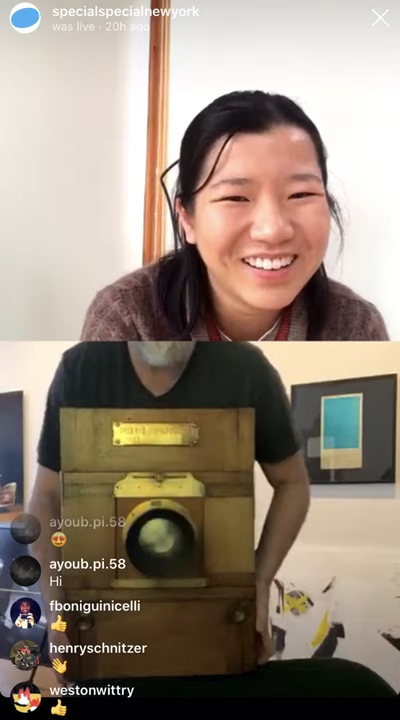 specialspecialnewyork
was live · 20h ago
ayoub.pi.58
😍
ayoub.pi.58
Hi
fboniguinicelli
👍
henryschnitzer
👋
westonwittry
👍